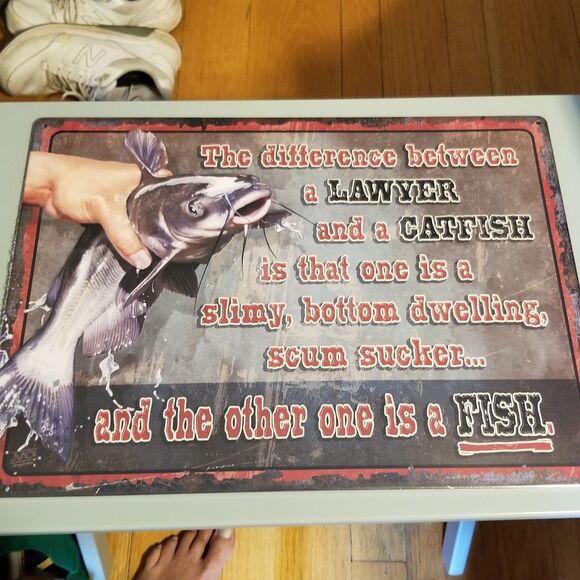 The difference between
a LAWYER
and a CATFISH
is that one is a
slimy, bottom dwelling,
scum sucker...
and the other one is a FISH.